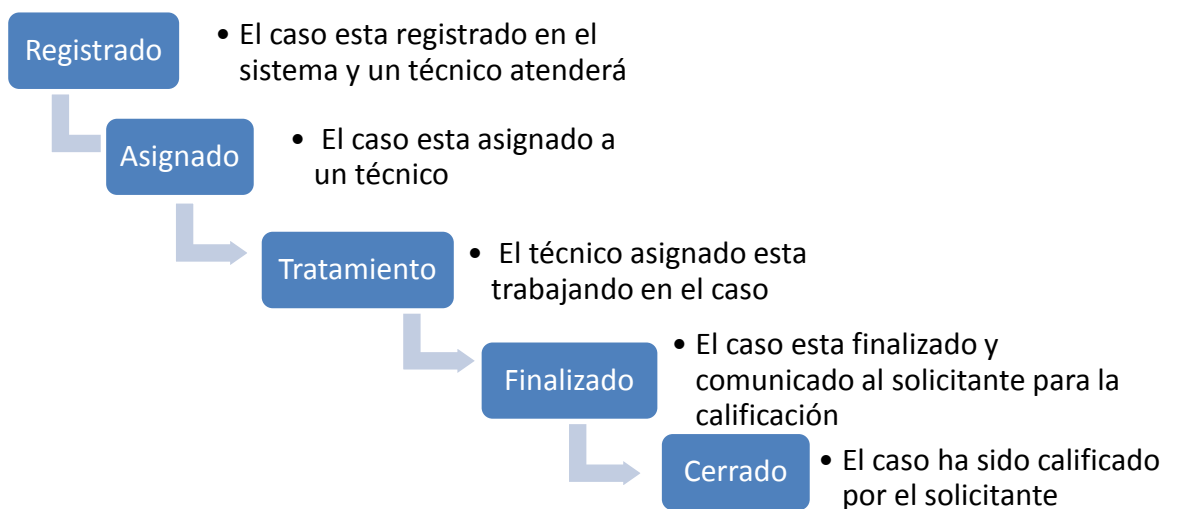 Registrado
• El caso esta registrado en el
sistema y un técnico atenderá
Asignado
• El caso esta asignado a
un técnico
Tratamiento
• El técnico asignado esta
trabajando en el caso
Finalizado
• El caso esta finalizado y
comunicado al solicitante para la
calificación
Cerrado
• El caso ha sido calificado
por el solicitante